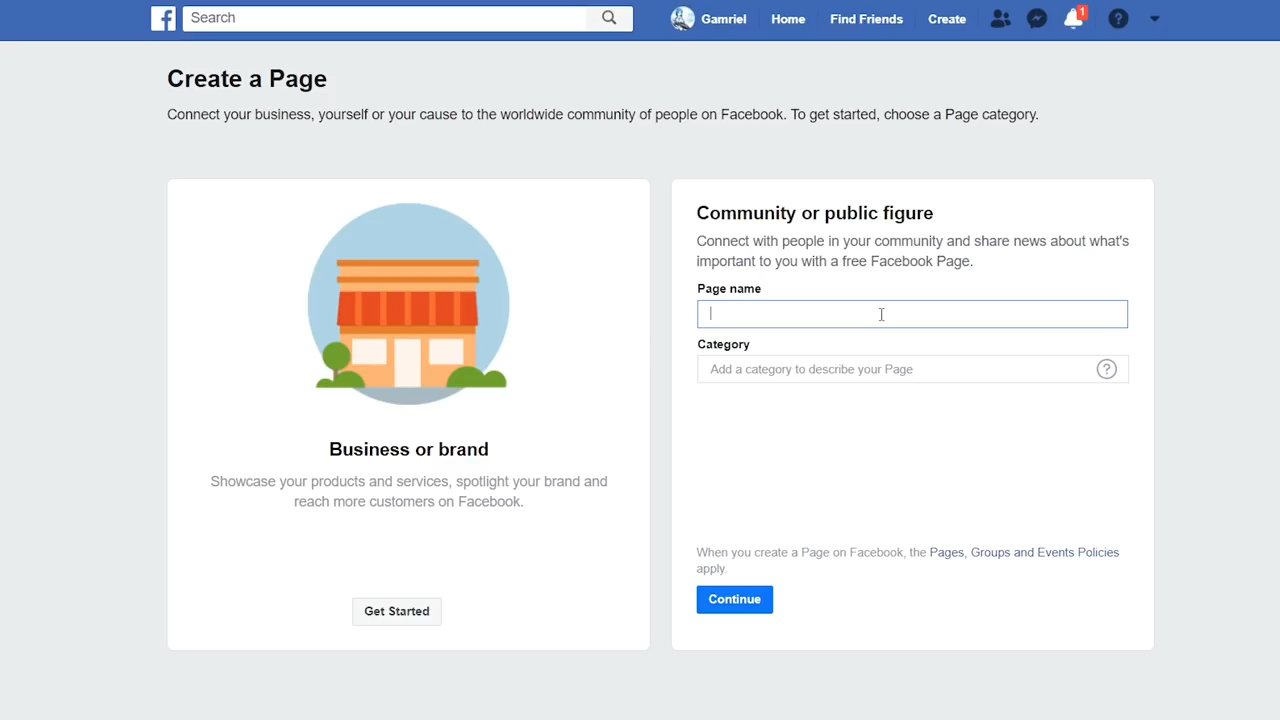 Search
Gamriel
Home
Find Friends
Create
1
?
Create a Page
Connect your business, yourself or your cause to the worldwide community of people on Facebook. To get started, choose a Page category.
Business or brand
Showcase your products and services, spotlight your brand and
reach more customers on Facebook.
Get Started
Community or public figure
Connect with people in your community and share news about what's
important to you with a free Facebook Page.
Page name
Category
Add a category to describe your Page
?
When you create a Page on Facebook, the Pages, Groups and Events Policies
apply.
Continue